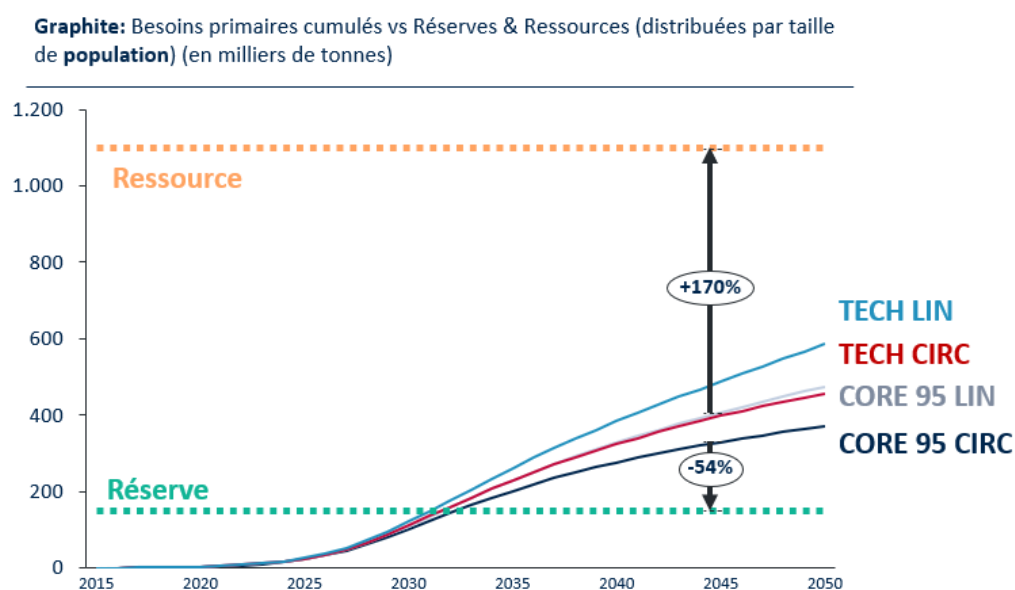 Graphite: Besoins primaires cumulés vs Réserves & Ressources (distribuées par taille
de population) (en milliers de tonnes)
1.200
Ressource
1.000
800
+170%
600
TECH LIN
TECH CIRC
400
CORE 95 LIN
CORE 95 CIRC
-54%
Réserve
200
0
2015 2020 2025 2030 2035 2040 2045 2050